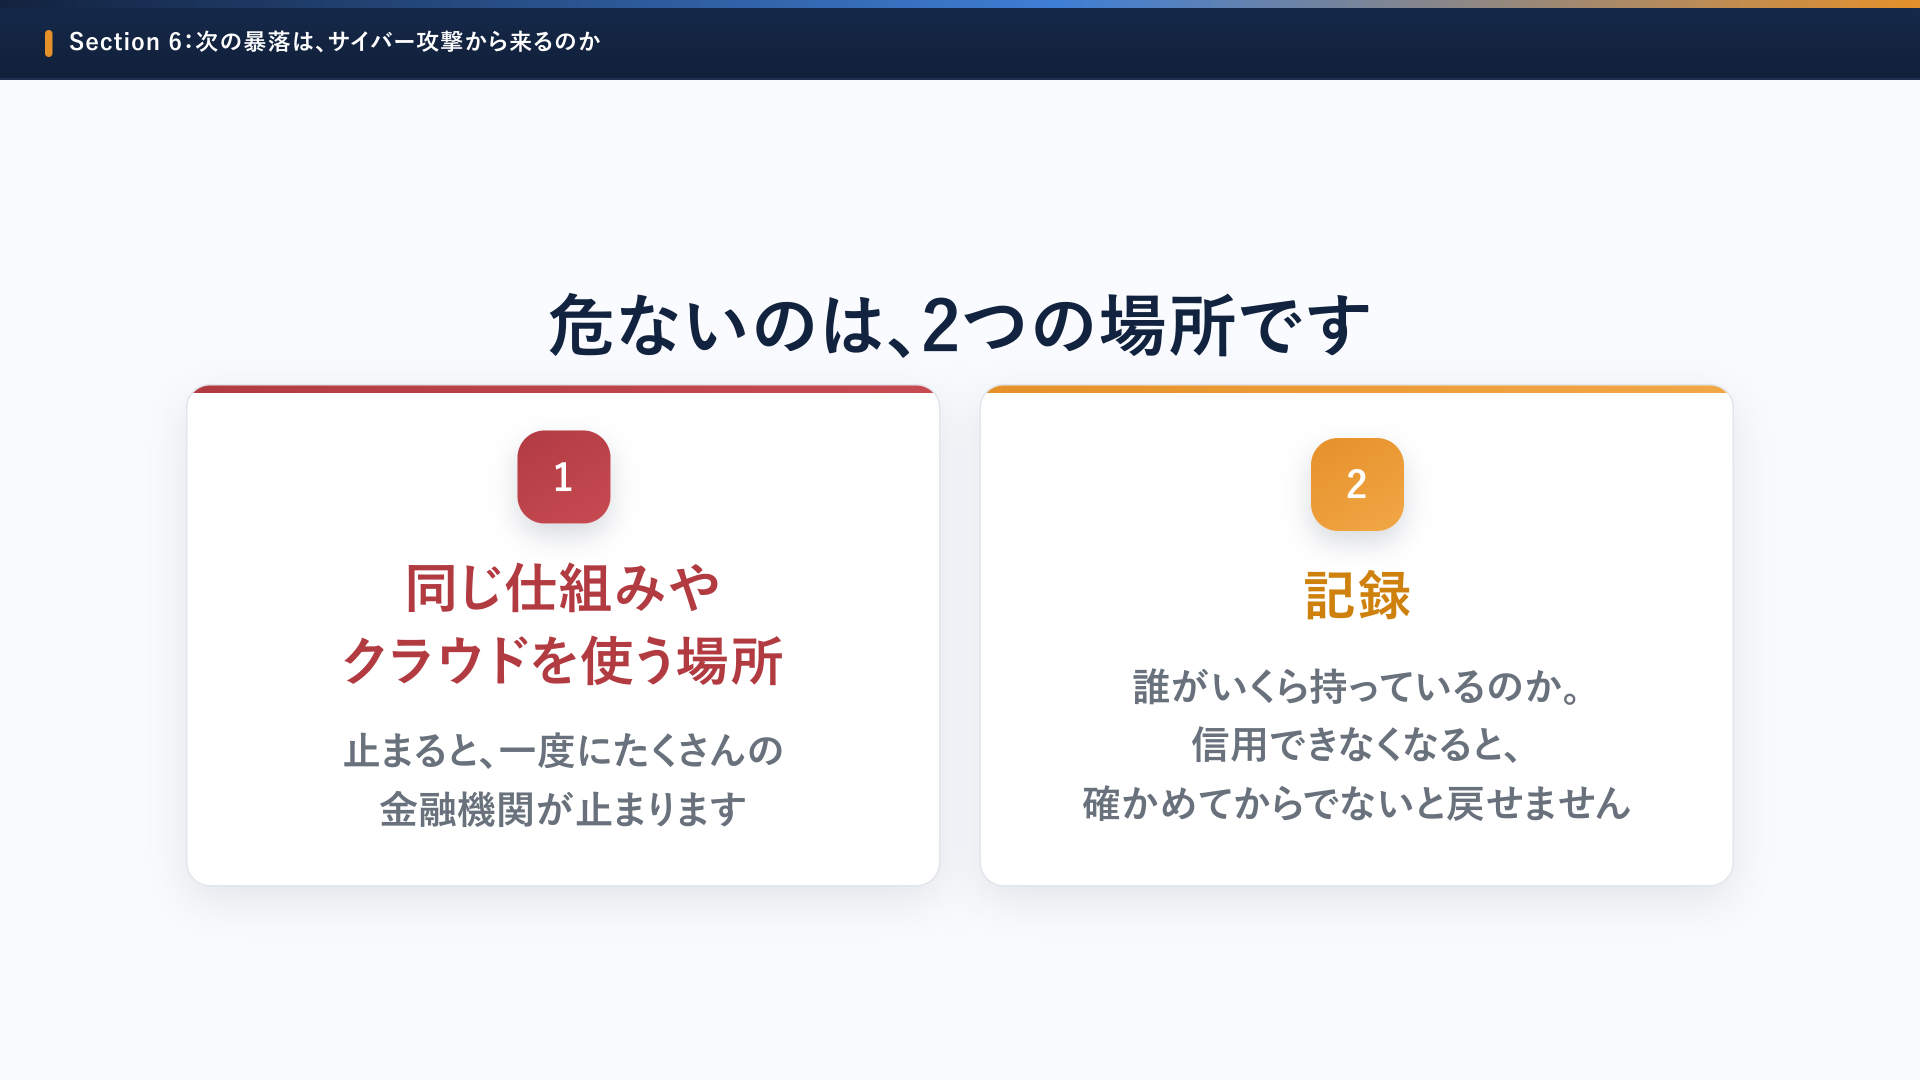 Section 6：次の暴落は、サイバー攻撃から来るのか
危ないのは、2つの場所です
1
同じ仕組みや
クラウドを使う場所
止まると、一度にたくさんの
金融機関が止まります
2
記録
誰がいくら持っているのか。
信用できなくなると、
確かめてからでないと戻せません